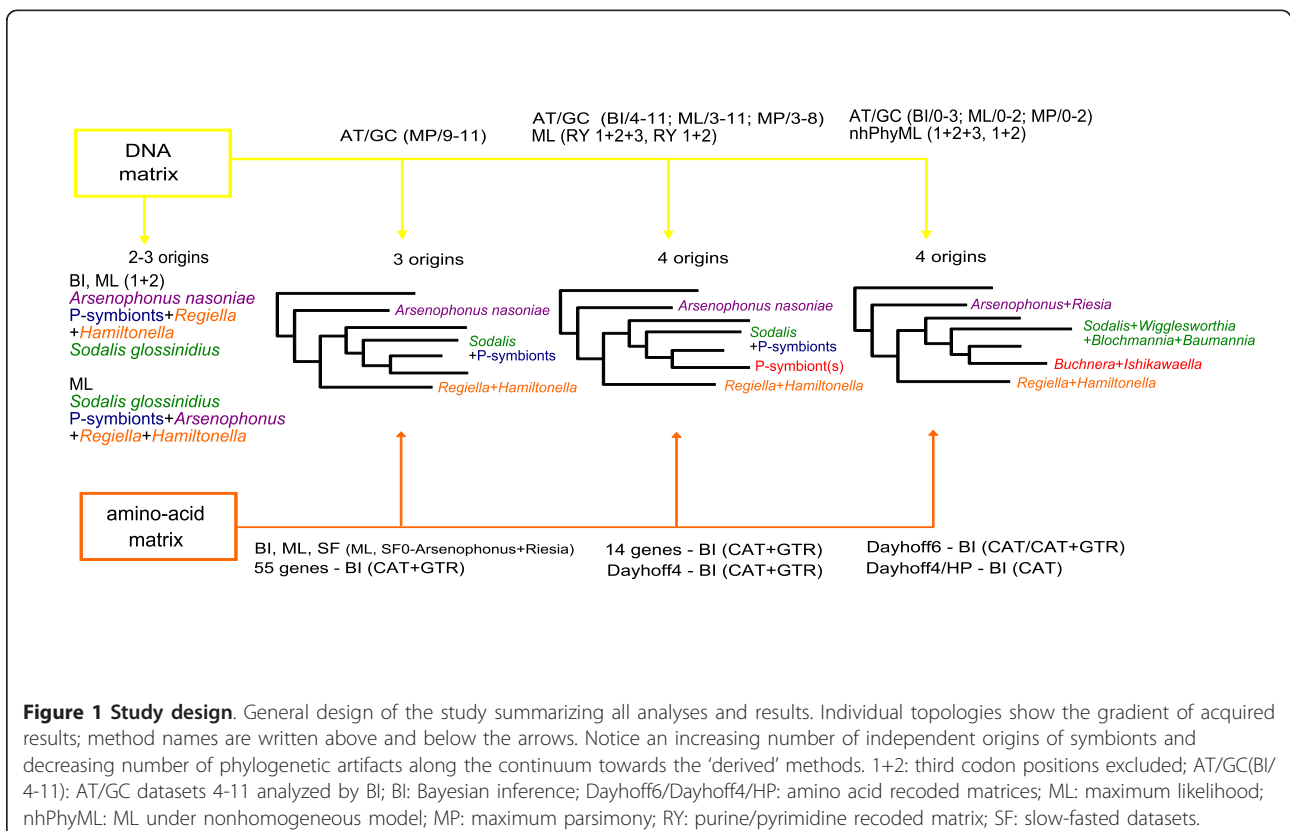 DNA
matrix
AT/GC (MP/9-11)
AT/GC (BI/4-11; ML/3-11; MP/3-8)
ML (RY 1+2+3, RY 1+2)
AT/GC (BI/0-3; ML/0-2; MP/0-2)
nhPhyML (1+2+3, 1+2)
2-3 origins
BI, ML (1+2)
Arsenophonus nasoniae
P-symbionts+Regiella
+Hamiltonella
Sodalis glossinidius
ML
Sodalis glossinidius
P-symbionts+Arsenophonus
+Regiella+Hamiltonella
3 origins
Arsenophonus nasoniae
Sodalis
+P-symbionts
Regiella+Hamiltonella
4 origins
Arsenophonus nasoniae
Sodalis
+P-symbionts
P-symbiont(s)
Regiella+Hamiltonella
4 origins
Arsenophonus+Riesia
Sodalis+Wigglesworthia
+Blochmannia+Baumannia
Buchnera+Ishikawaella
Regiella+Hamiltonella
amino-acid
matrix
BI, ML, SF (ML, SF0-Arsenophonus+Riesia)
55 genes - BI (CAT+GTR)
14 genes - BI (CAT+GTR)
Dayhoff4 - BI (CAT+GTR)
Dayhoff6 - BI (CAT/CAT+GTR)
Dayhoff4/HP - BI (CAT)
Figure 1 Study design. General design of the study summarizing all analyses and results. Individual topologies show the gradient of acquired
results; method names are written above and below the arrows. Notice an increasing number of independent origins of symbionts and
decreasing number of phylogenetic artifacts along the continuum towards the ‘derived’ methods. 1+2: third codon positions excluded; AT/GC(BI/
4-11): AT/GC datasets 4-11 analyzed by BI; BI: Bayesian inference; Dayhoff6/Dayhoff4/HP: amino acid recoded matrices; ML: maximum likelihood;
nhPhyML: ML under nonhomogeneous model; MP: maximum parsimony; RY: purine/pyrimidine recoded matrix; SF: slow-fasted datasets.